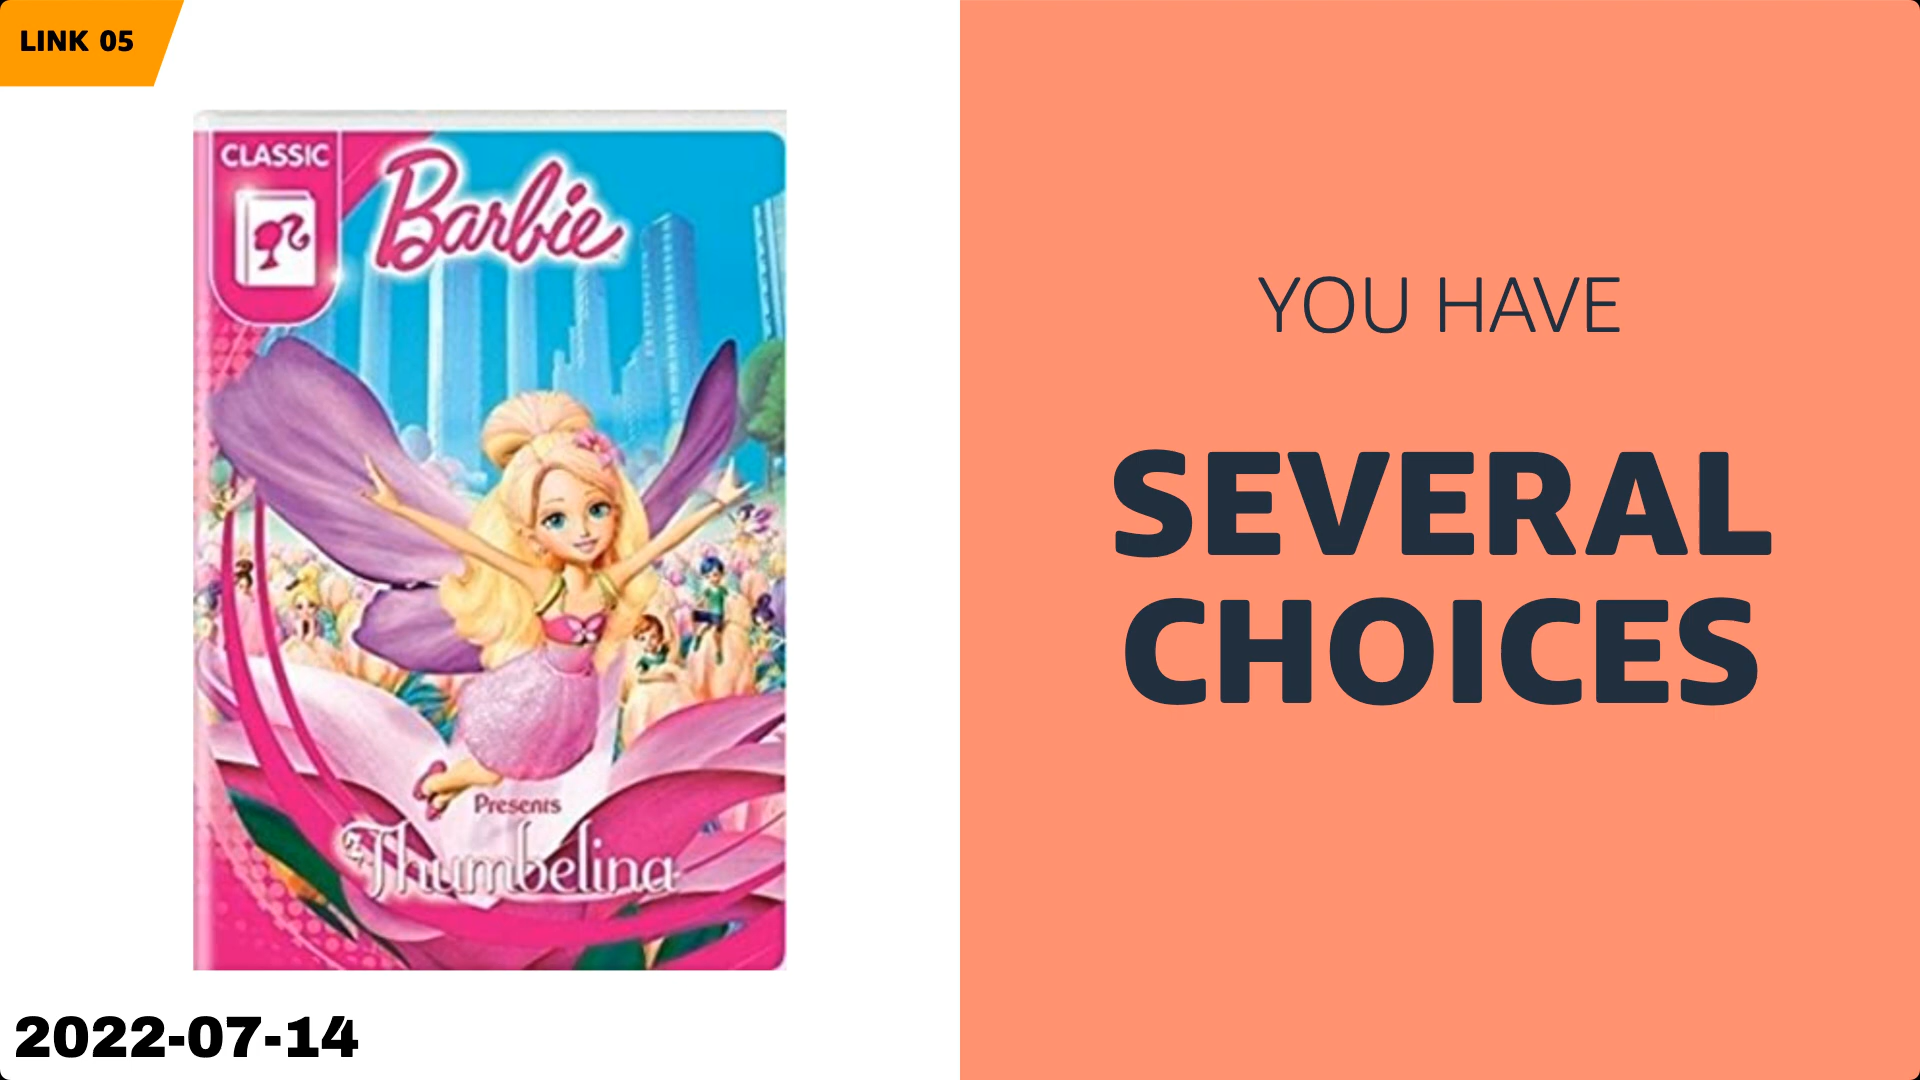 LINK 05
CLASSIC
Barbie
Presents
Thumbelina
2022-07-14
YOU HAVE
SEVERAL
CHOICES